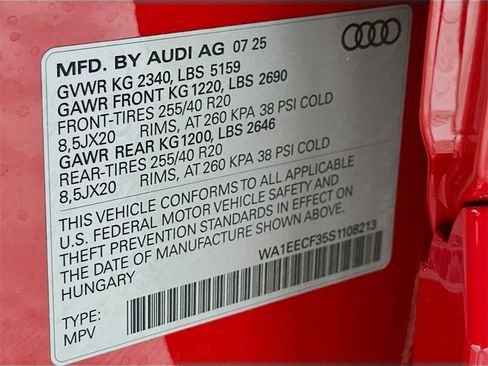 MFD. BY AUDI AG 07 25
GVWR KG 2340, LBS 5159
GAWR FRONT KG1220, LBS 2690
FRONT-TIRES 255/40 R20
8,5JX20 RIMS, AT 260 KPA 38 PSI COLD
GAWR REAR KG1200, LBS 2646
REAR-TIRES 255/40 R20
8,5JX20 RIMS, AT 260 KPA 38 PSI COLD
THIS VEHICLE CONFORMS TO ALL APPLICABLE
U.S. FEDERAL MOTOR VEHICLE SAFETY AND
THEFT PREVENTION STANDARDS IN EFFECT ON
THE DATE OF MANUFACTURE SHOWN ABOVE.
HUNGARY
WA1EECF35S1108213
TYPE:
MPV